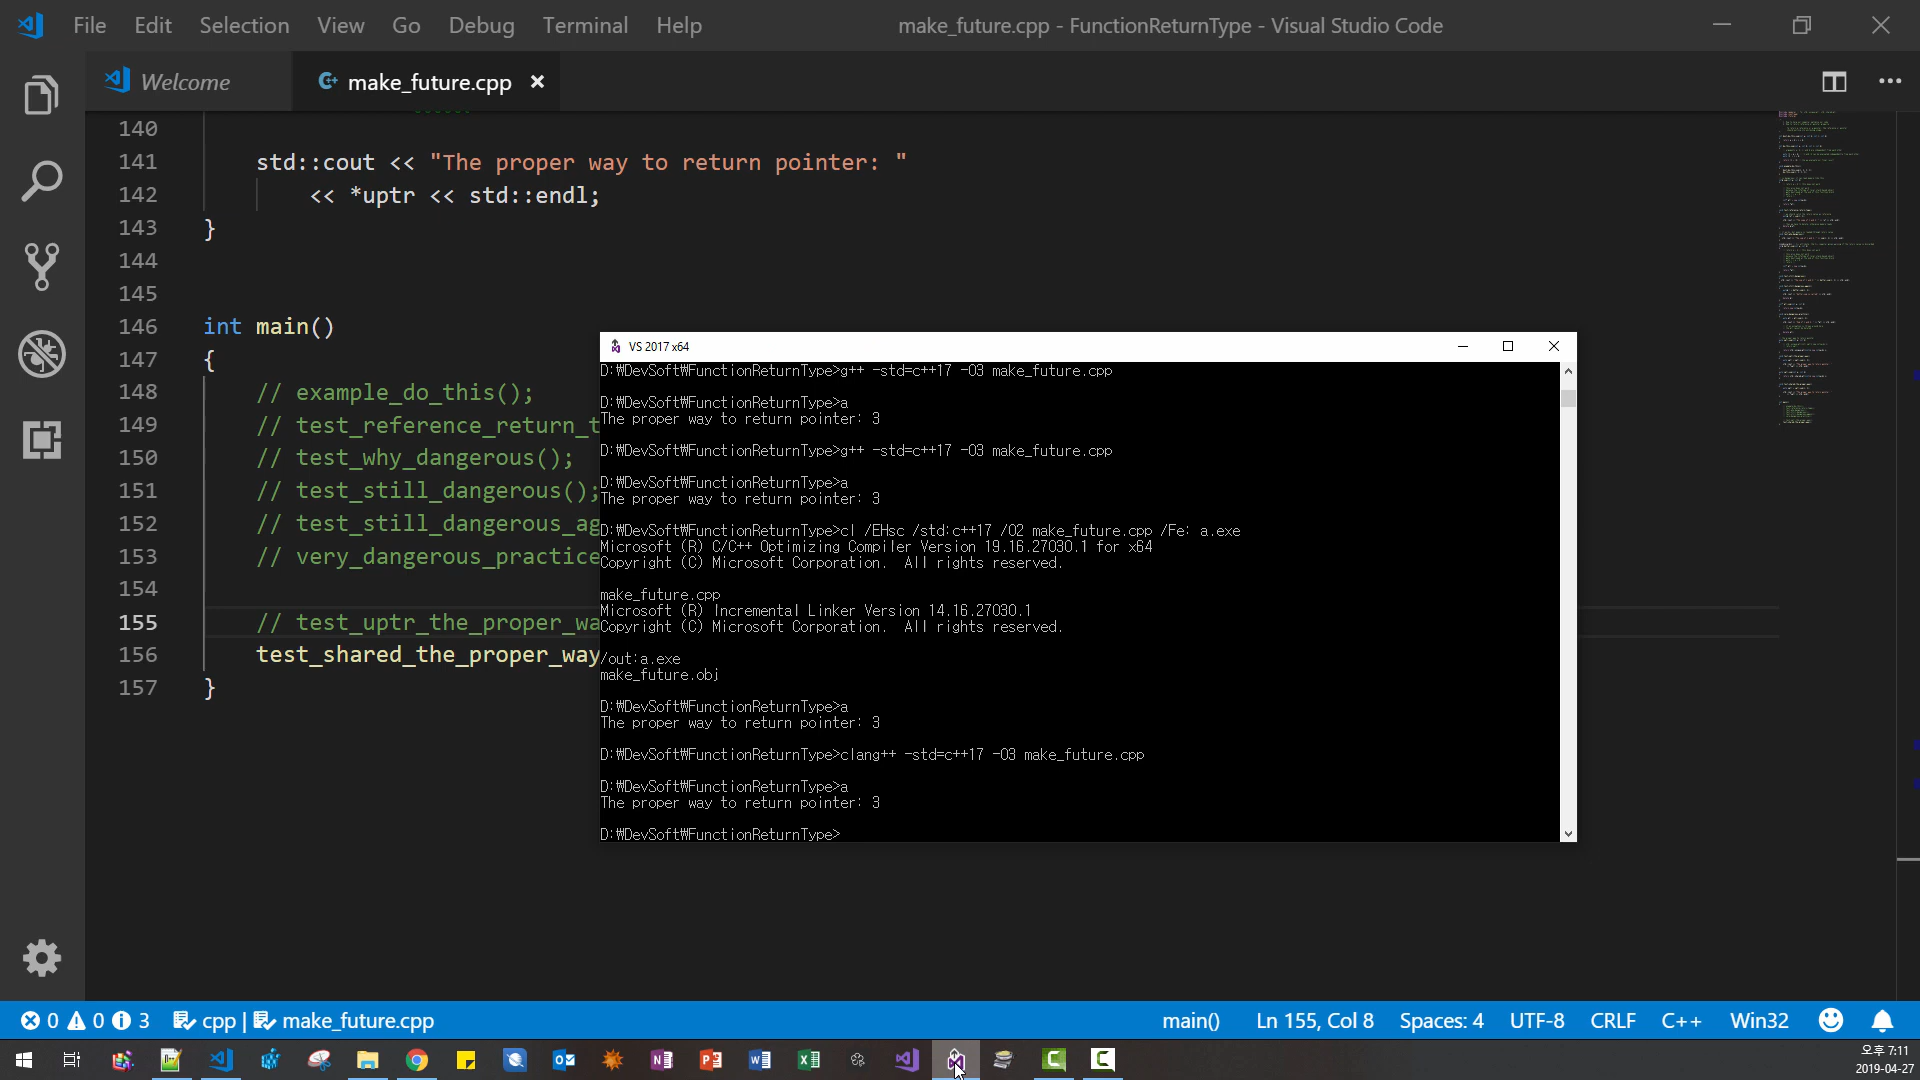 File Edit Selection View Go Debug Terminal Help make_future.cpp - FunctionReturnType - Visual Studio Code
Welcome make_future.cpp
140
141 std::cout << "The proper way to return pointer: "
142 << *uptr << std::endl;
143 }
144
145
146 int main()
147 {
148 // example_do_this();
149 // test_reference_return_t
150 // test_why_dangerous();
151 // test_still_dangerous();
152 // test_still_dangerous_ag
153 // very_dangerous_practice
154
155 // test_uptr_the_proper_wa
156 test_shared_the_proper_way
157 }
VS 2017 x64
D:₩DevSoft₩FunctionReturnType>g++ -std=c++17 -O3 make_future.cpp
D:₩DevSoft₩FunctionReturnType>a
The proper way to return pointer: 3
D:₩DevSoft₩FunctionReturnType>g++ -std=c++17 -O3 make_future.cpp
D:₩DevSoft₩FunctionReturnType>a
The proper way to return pointer: 3
D:₩DevSoft₩FunctionReturnType>cl /EHsc /std:c++17 /O2 make_future.cpp /Fe: a.exe
Microsoft (R) C/C++ Optimizing Compiler Version 19.16.27030.1 for x64
Copyright (C) Microsoft Corporation.  All rights reserved.
make_future.cpp
Microsoft (R) Incremental Linker Version 14.16.27030.1
Copyright (C) Microsoft Corporation.  All rights reserved.
/out:a.exe
make_future.obj
D:₩DevSoft₩FunctionReturnType>a
The proper way to return pointer: 3
D:₩DevSoft₩FunctionReturnType>clang++ -std=c++17 -O3 make_future.cpp
D:₩DevSoft₩FunctionReturnType>a
The proper way to return pointer: 3
D:₩DevSoft₩FunctionReturnType>
0 0 3 cpp | make_future.cpp main() Ln 155, Col 8 Spaces: 4 UTF-8 CRLF C++ Win32
오후 7:11
2019-04-27